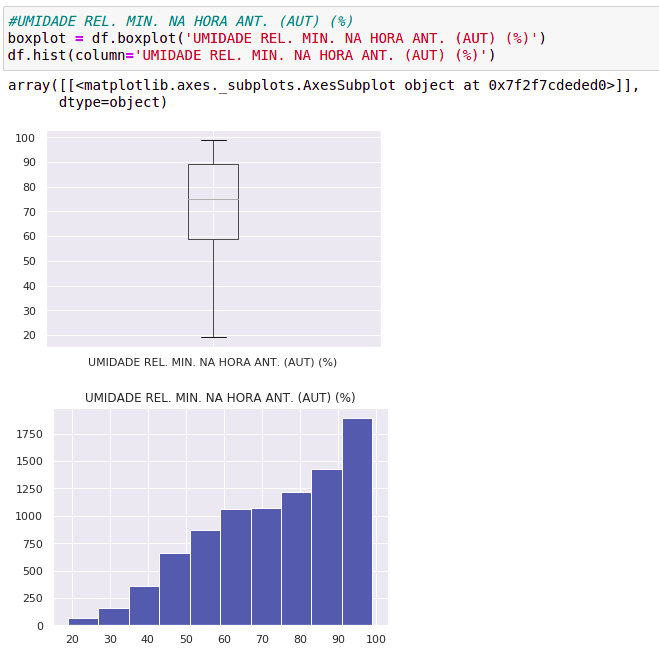 #UMIDADE REL. MIN. NA HORA ANT. (AUT) (%)
boxplot = df.boxplot('UMIDADE REL. MIN. NA HORA ANT. (AUT) (%)')
df.hist(column='UMIDADE REL. MIN. NA HORA ANT. (AUT) (%)')
array([[<matplotlib.axes._subplots.AxesSubplot object at 0x7f2f7cdeded0>]],
dtype=object)
100
90
80
70
60
50
40
30
20
UMIDADE REL. MIN. NA HORA ANT. (AUT) (%)
UMIDADE REL. MIN. NA HORA ANT. (AUT) (%)
1750
1500
1250
1000
750
500
250
0
20 30 40 50 60 70 80 90 100